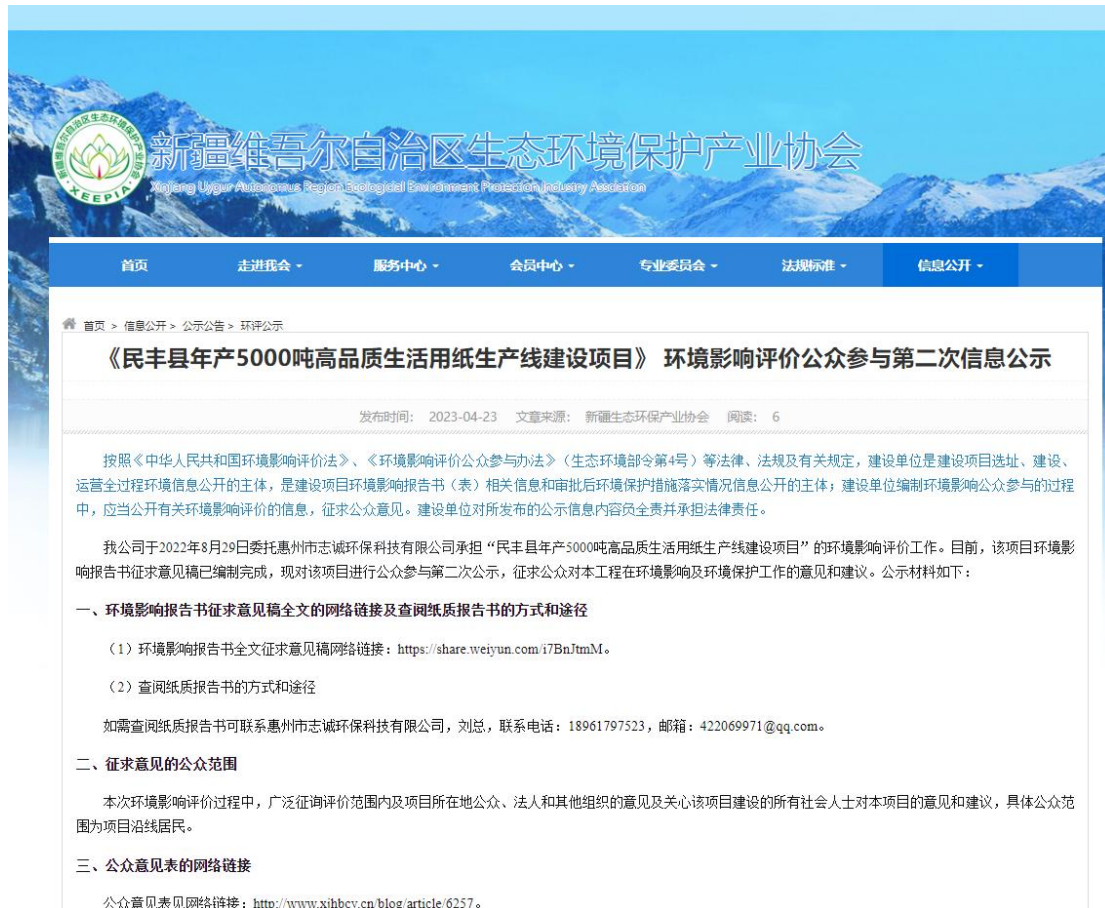 新疆维吾尔自治区生态环境保护产业协会
Xinjiang Uygur Autonomus Region Ecological Environment Protection Industry Assciation
XEEPIA
首页 走进我会 服务中心 会员中心 专业委员会 法规标准 信息公开
首页 > 信息公开 > 公示公告 > 环评公示
《民丰县年产5000吨高品质生活用纸生产线建设项目》 环境影响评价公众参与第二次信息公示
发布时间： 2023-04-23 文章来源： 新疆生态环保产业协会 阅读： 6
按照《中华人民共和国环境影响评价法》、《环境影响评价公众参与办法》（生态环境部令第4号）等法律、法规及有关规定，建设单位是建设项目选址、建设、
运营全过程环境信息公开的主体，是建设项目环境影响报告书（表）相关信息和审批后环境保护措施落实情况信息公开的主体；建设单位编制环境影响公众参与的过程
中，应当公开有关环境影响评价的信息，征求公众意见。建设单位对所发布的公示信息内容负全责并承担法律责任。
我公司于2022年8月29日委托惠州市志诚环保科技有限公司承担“民丰县年产5000吨高品质生活用纸生产线建设项目”的环境影响评价工作。目前，该项目环境影
响报告书征求意见稿已编制完成，现对该项目进行公众参与第二次公示，征求公众对本工程在环境影响及环境保护工作的意见和建议。公示材料如下：
一、环境影响报告书征求意见稿全文的网络链接及查阅纸质报告书的方式和途径
（1）环境影响报告书全文征求意见稿网络链接：https://share.weiyun.com/i7BnJtmM。
（2）查阅纸质报告书的方式和途径
如需查阅纸质报告书可联系惠州市志诚环保科技有限公司，刘总，联系电话：18961797523，邮箱：422069971@qq.com。
二、征求意见的公众范围
本次环境影响评价过程中，广泛征询评价范围内及项目所在地公众、法人和其他组织的意见及关心该项目建设的所有社会人士对本项目的意见和建议，具体公众范
围为项目沿线居民。
三、公众意见表的网络链接
公众意见表见网络链接：http://www.xjhbcy.cn/blog/article/6257。